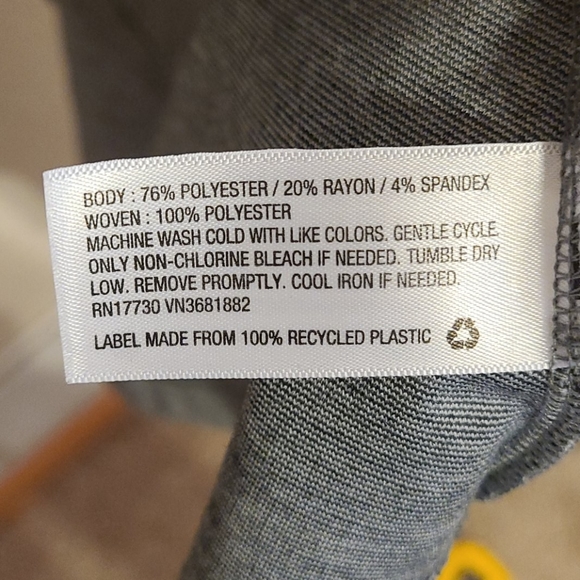 BODY : 76% POLYESTER / 20% RAYON / 4% SPANDEX
WOVEN : 100% POLYESTER
MACHINE WASH COLD WITH LIKE COLORS. GENTLE CYCLE.
ONLY NON-CHLORINE BLEACH IF NEEDED. TUMBLE DRY
LOW. REMOVE PROMPTLY. COOL IRON IF NEEDED.
RN17730 VN3681882
LABEL MADE FROM 100% RECYCLED PLASTIC